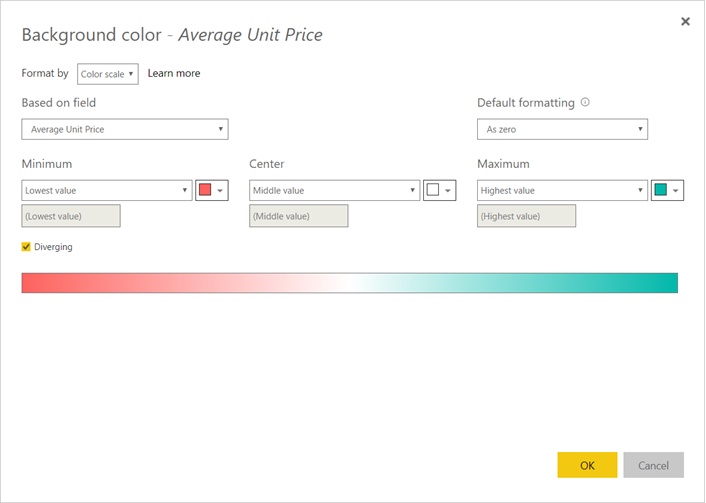 Background color - Average Unit Price
Format by Color scale Learn more
Based on field Default formatting
Average Unit Price As zero
Minimum Center Maximum
Lowest value Middle value Highest value
(Lowest value) (Middle value) (Highest value)
Diverging
OK Cancel